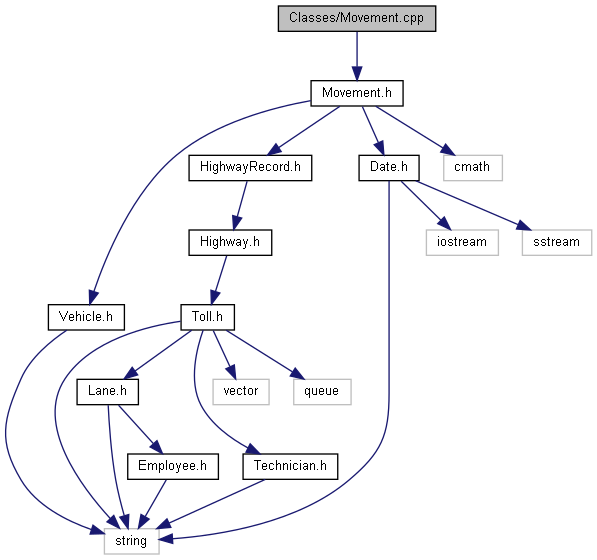 Classes/Movement.cpp
Movement.h
HighwayRecord.h
Date.h
cmath
Highway.h
iostream
sstream
Vehicle.h
Toll.h
Lane.h
vector
queue
Employee.h
Technician.h
string